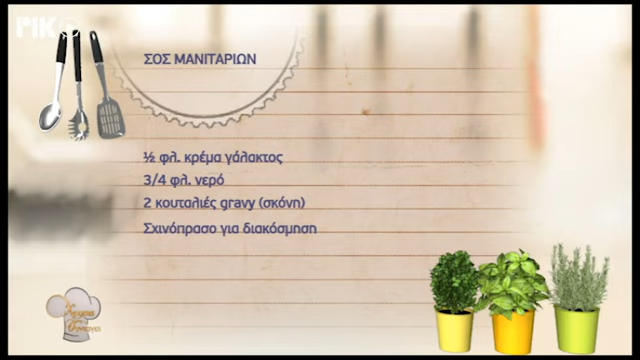 ΡΙΚ
ΣΟΣ ΜΑΝΙΤΑΡΙΩΝ
½ φλ. κρέμα γάλακτος
3/4 φλ. νερό
2 κουταλιές gravy (σκόνη)
Σχινόπρασο για διακόσμηση